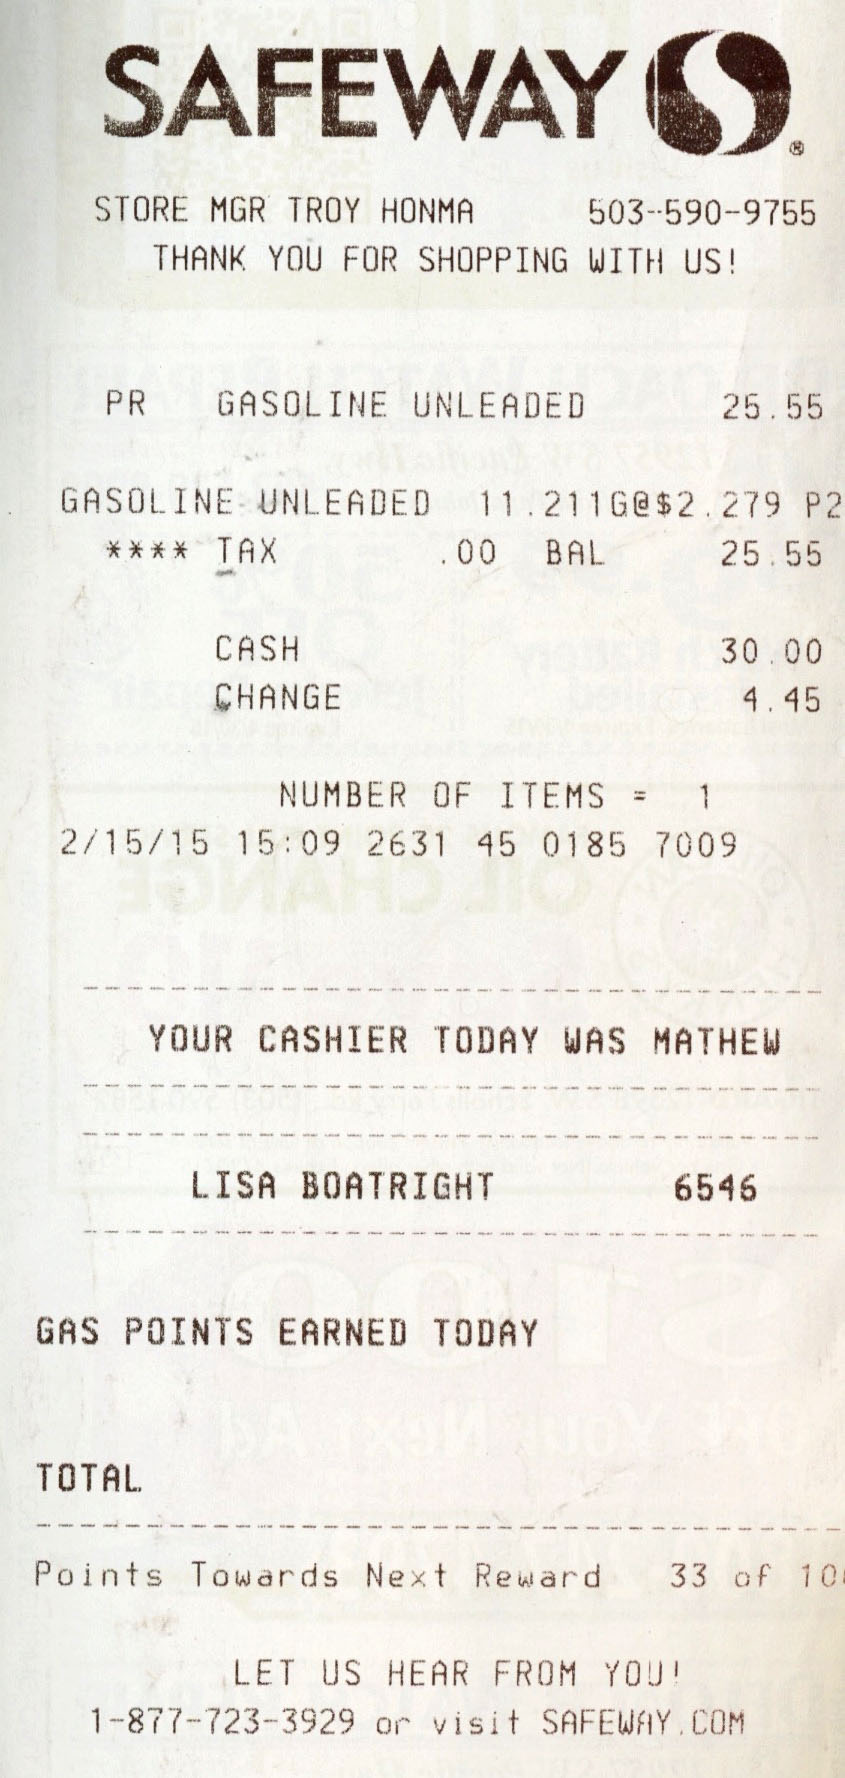 SAFEWAY ®
STORE MGR TROY HONMA 503-590-9755
THANK YOU FOR SHOPPING WITH US!
PR GASOLINE UNLEADED 25.55
GASOLINE UNLEADED 11.211G@$2.279 P2
**** TAX .00 BAL 25.55
CASH 30.00
CHANGE 4.45
NUMBER OF ITEMS = 1
2/15/15 15:09 2631 45 0185 7009
YOUR CASHIER TODAY WAS MATHEW
LISA BOATRIGHT 6546
GAS POINTS EARNED TODAY
TOTAL
Points Towards Next Reward 33 of
LET US HEAR FROM YOU!
1-877-723-3929 or visit SAFEWAY.COM